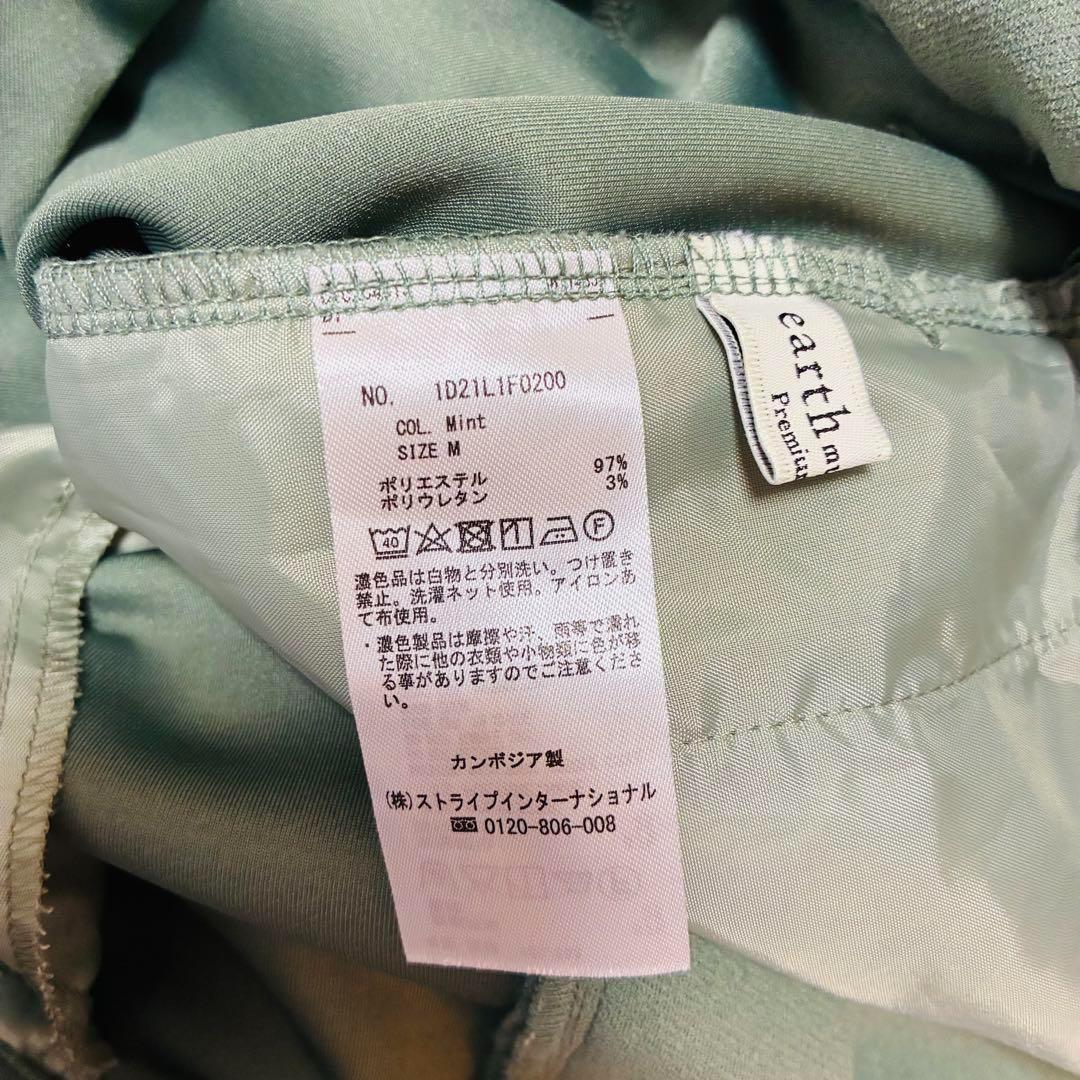 NO. 1D21L1F0200
COL. Mint
SIZE M
ポリエステル 97%
ポリウレタン 3%
40 F
濃色品は白物と分別洗い。つけ置き
禁止。洗濯ネット使用。アイロンあ
て布使用。
・濃色製品は摩擦や汗、雨等で濡れ
た際に他の衣類や小物類に色が移
る事がありますのでご注意くださ
い。
カンボジア製
(株)ストライプインターナショナル
0120-806-008
earth
Premium